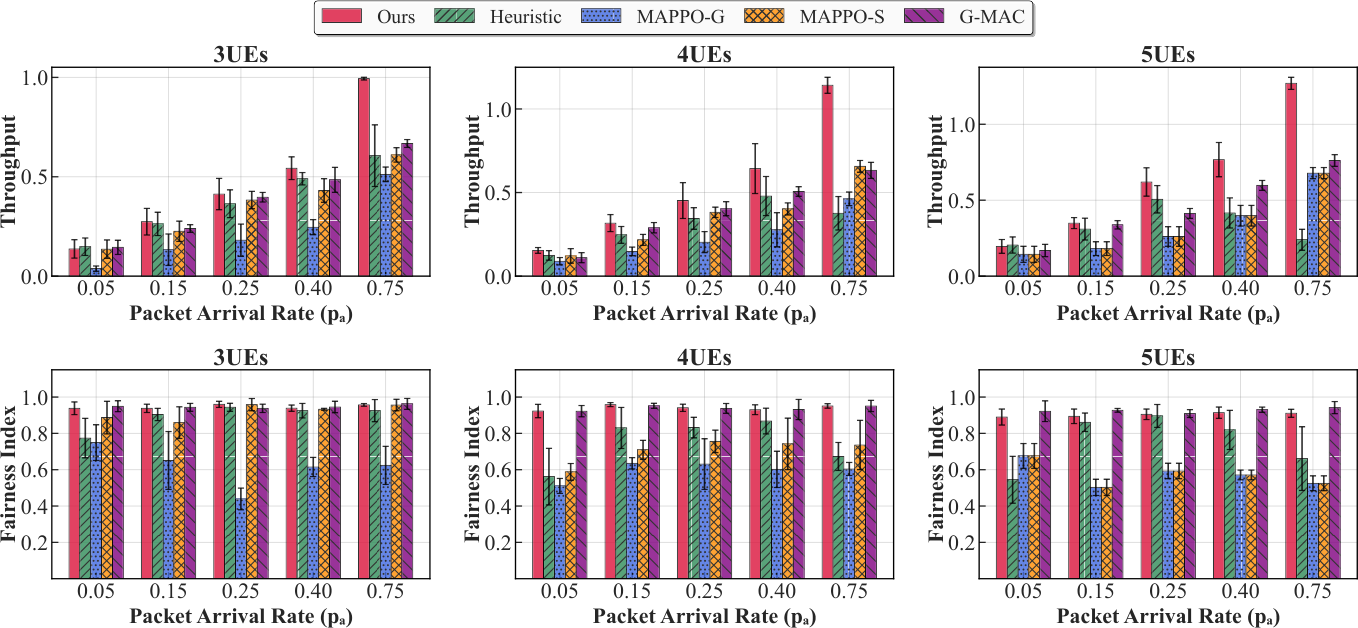 Ours Heuristic MAPPO-G MAPPO-S G-MAC
3UEs
Throughput
1.0
0.5
0.0
0.05 0.15 0.25 0.40 0.75
Packet Arrival Rate (pₐ)
4UEs
Throughput
1.0
0.5
0.0
0.05 0.15 0.25 0.40 0.75
Packet Arrival Rate (pₐ)
5UEs
Throughput
1.0
0.5
0.0
0.05 0.15 0.25 0.40 0.75
Packet Arrival Rate (pₐ)
3UEs
Fairness Index
1.0
0.8
0.6
0.4
0.2
0.05 0.15 0.25 0.40 0.75
Packet Arrival Rate (pₐ)
4UEs
Fairness Index
1.0
0.8
0.6
0.4
0.2
0.05 0.15 0.25 0.40 0.75
Packet Arrival Rate (pₐ)
5UEs
Fairness Index
1.0
0.8
0.6
0.4
0.2
0.05 0.15 0.25 0.40 0.75
Packet Arrival Rate (pₐ)